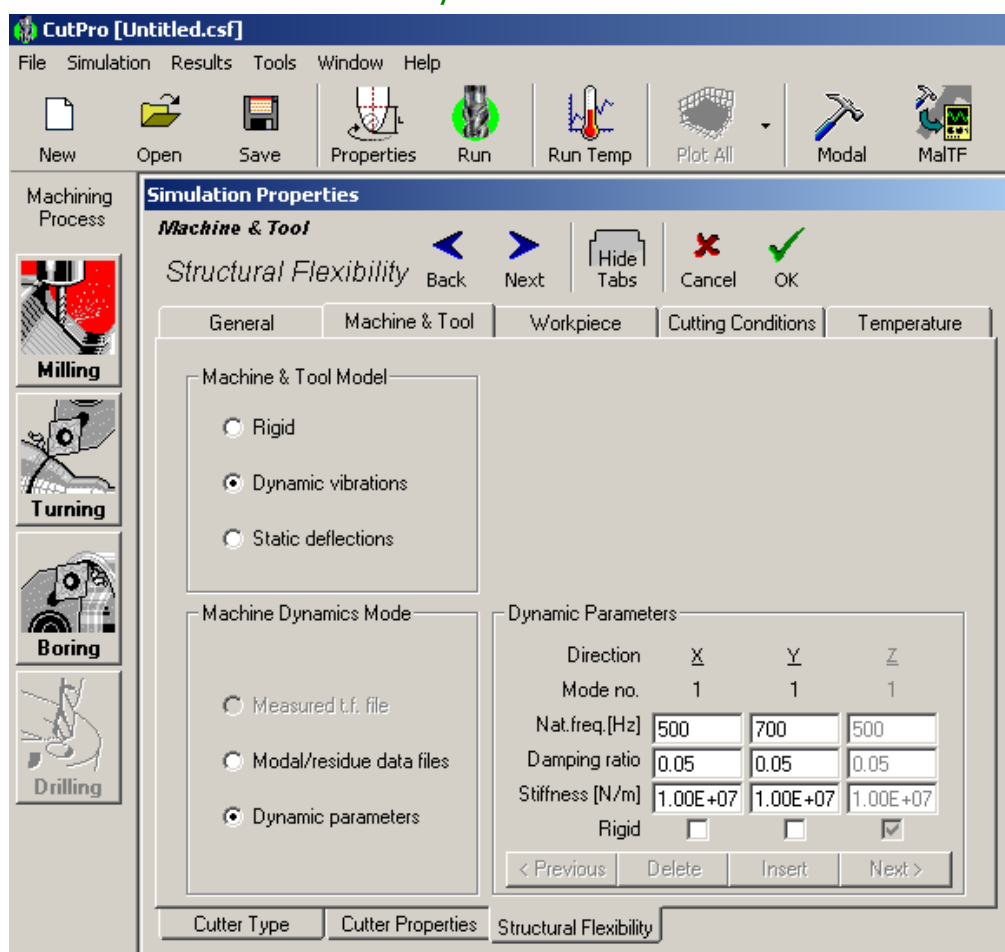 CutPro [Untitled.csf]
File Simulation Results Tools Window Help
New Open Save Properties Run Run Temp Plot All Modal MalTF
Machining Process
Milling
Turning
Boring
Drilling
Simulation Properties
Machine & Tool
Structural Flexibility
Back Next Hide Tabs Cancel OK
General Machine & Tool Workpiece Cutting Conditions Temperature
Machine & Tool Model
Rigid
Dynamic vibrations
Static deflections
Machine Dynamics Mode
Measured t.f. file
Modal/residue data files
Dynamic parameters
Dynamic Parameters
Direction X Y Z
Mode no. 1 1 1
Nat.freq.[Hz] 500 700 500
Damping ratio 0.05 0.05 0.05
Stiffness [N/m] 1.00E+07 1.00E+07 1.00E+07
Rigid
< Previous Delete Insert Next >
Cutter Type Cutter Properties Structural Flexibility